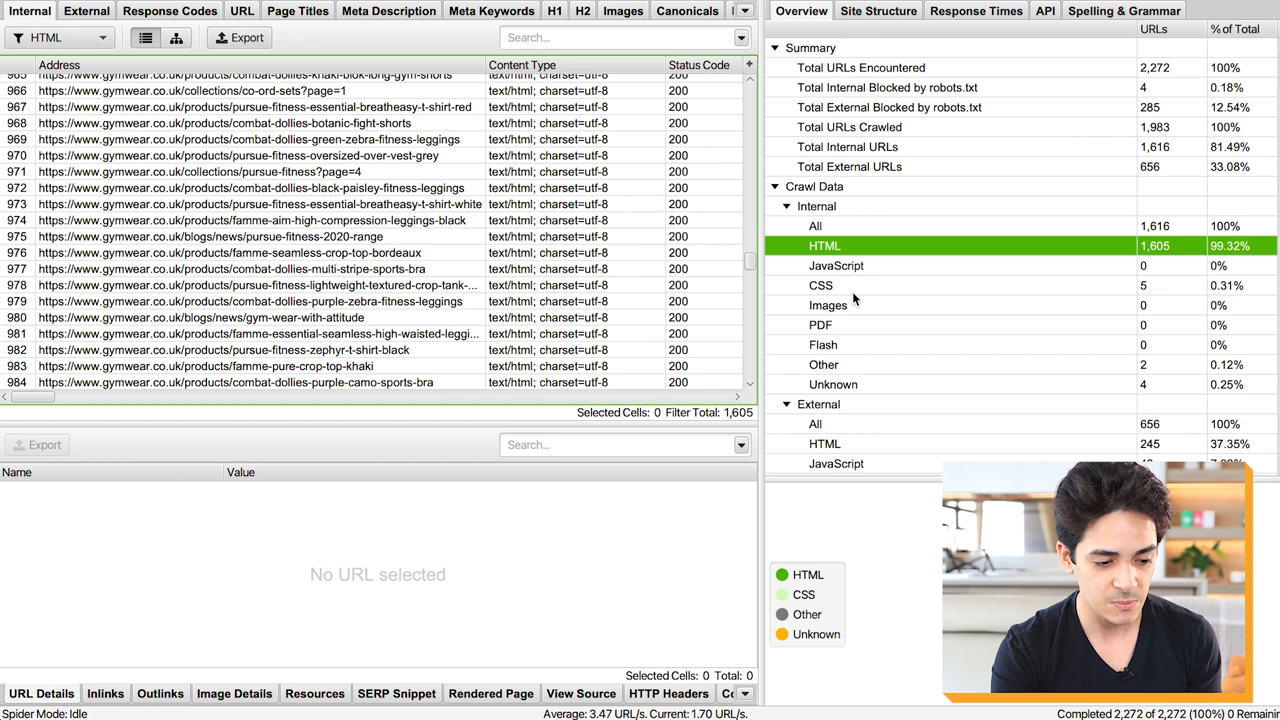 Internal External Response Codes URL Page Titles Meta Description Meta Keywords H1 H2 Images Canonicals
HTML Export Search...
Address Content Type Status Code
965 https://www.gymwear.co.uk/products/combat-dollies-khaki-blok-long-gym-shorts text/html; charset=utf-8 200
966 https://www.gymwear.co.uk/collections/co-ord-sets?page=1 text/html; charset=utf-8 200
967 https://www.gymwear.co.uk/products/pursue-fitness-essential-breatheasy-t-shirt-red text/html; charset=utf-8 200
968 https://www.gymwear.co.uk/products/combat-dollies-botanic-fight-shorts text/html; charset=utf-8 200
969 https://www.gymwear.co.uk/products/combat-dollies-green-zebra-fitness-leggings text/html; charset=utf-8 200
970 https://www.gymwear.co.uk/products/pursue-fitness-oversized-over-vest-grey text/html; charset=utf-8 200
971 https://www.gymwear.co.uk/collections/pursue-fitness?page=4 text/html; charset=utf-8 200
972 https://www.gymwear.co.uk/products/combat-dollies-black-paisley-fitness-leggings text/html; charset=utf-8 200
973 https://www.gymwear.co.uk/products/pursue-fitness-essential-breatheasy-t-shirt-white text/html; charset=utf-8 200
974 https://www.gymwear.co.uk/products/famme-aim-high-compression-leggings-black text/html; charset=utf-8 200
975 https://www.gymwear.co.uk/blogs/news/pursue-fitness-2020-range text/html; charset=utf-8 200
976 https://www.gymwear.co.uk/products/famme-seamless-crop-top-bordeaux text/html; charset=utf-8 200
977 https://www.gymwear.co.uk/products/combat-dollies-multi-stripe-sports-bra text/html; charset=utf-8 200
978 https://www.gymwear.co.uk/products/pursue-fitness-lightweight-textured-crop-tank-... text/html; charset=utf-8 200
979 https://www.gymwear.co.uk/products/combat-dollies-purple-zebra-fitness-leggings text/html; charset=utf-8 200
980 https://www.gymwear.co.uk/blogs/news/gym-wear-with-attitude text/html; charset=utf-8 200
981 https://www.gymwear.co.uk/products/famme-essential-seamless-high-waisted-leggi... text/html; charset=utf-8 200
982 https://www.gymwear.co.uk/products/pursue-fitness-zephyr-t-shirt-black text/html; charset=utf-8 200
983 https://www.gymwear.co.uk/products/famme-pure-crop-top-khaki text/html; charset=utf-8 200
984 https://www.gymwear.co.uk/products/combat-dollies-purple-camo-sports-bra text/html; charset=utf-8 200
Selected Cells: 0 Filter Total: 1,605
Export Search...
Name Value
No URL selected
Selected Cells: 0 Total: 0
URL Details Inlinks Outlinks Image Details Resources SERP Snippet Rendered Page View Source HTTP Headers
Spider Mode: Idle Average: 3.47 URL/s. Current: 1.70 URL/s. Completed 2,272 of 2,272 (100%) 0 Remainin
Overview Site Structure Response Times API Spelling & Grammar
URLs % of Total
Summary
Total URLs Encountered 2,272 100%
Total Internal Blocked by robots.txt 4 0.18%
Total External Blocked by robots.txt 285 12.54%
Total URLs Crawled 1,983 100%
Total Internal URLs 1,616 81.49%
Total External URLs 656 33.08%
Crawl Data
Internal
All 1,616 100%
HTML 1,605 99.32%
JavaScript 0 0%
CSS 5 0.31%
Images 0 0%
PDF 0 0%
Flash 0 0%
Other 2 0.12%
Unknown 4 0.25%
External
All 656 100%
HTML 245 37.35%
JavaScript
HTML
CSS
Other
Unknown